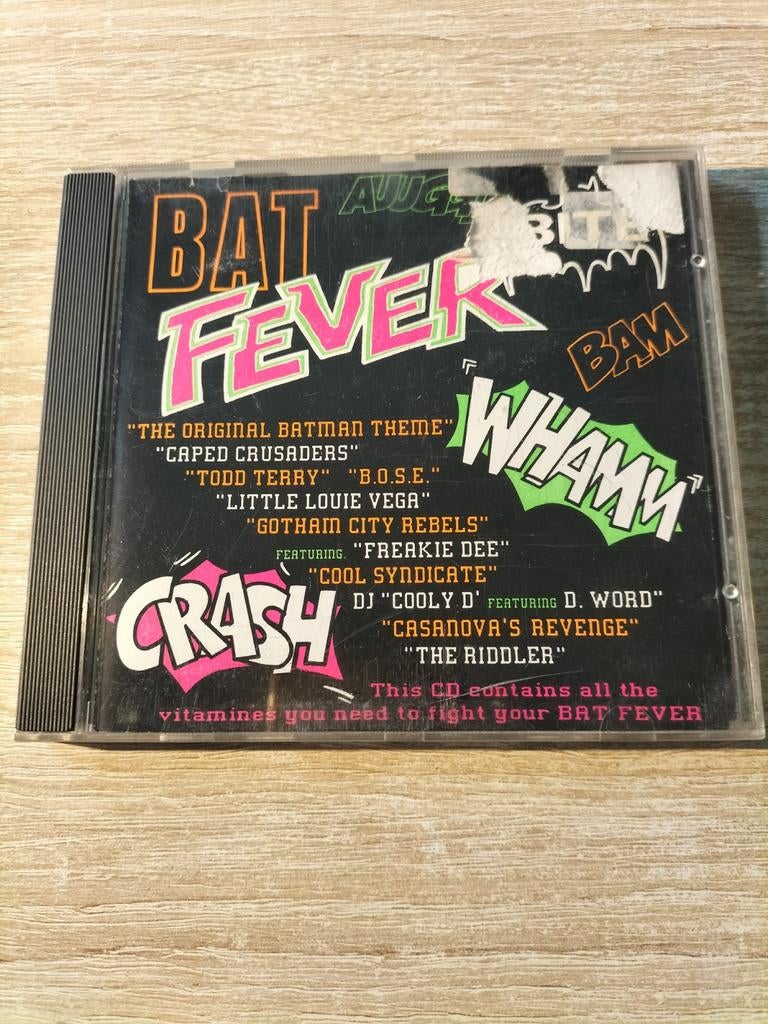 BAT
FEVER
BITE
BAM
WHAMM
"THE ORIGINAL BATMAN THEME"
"CAPED CRUSADERS"
"TODD TERRY" "B.O.S.E."
"LITTLE LOUIE VEGA"
"GOTHAM CITY REBELS"
FEATURING. "FREAKIE DEE"
"COOL SYNDICATE"
DJ "COOLY D' FEATURING D. WORD"
"CASANOVA'S REVENGE"
"THE RIDDLER"
CRASH
This CD contains all the
vitamines you need to fight your BAT FEVER